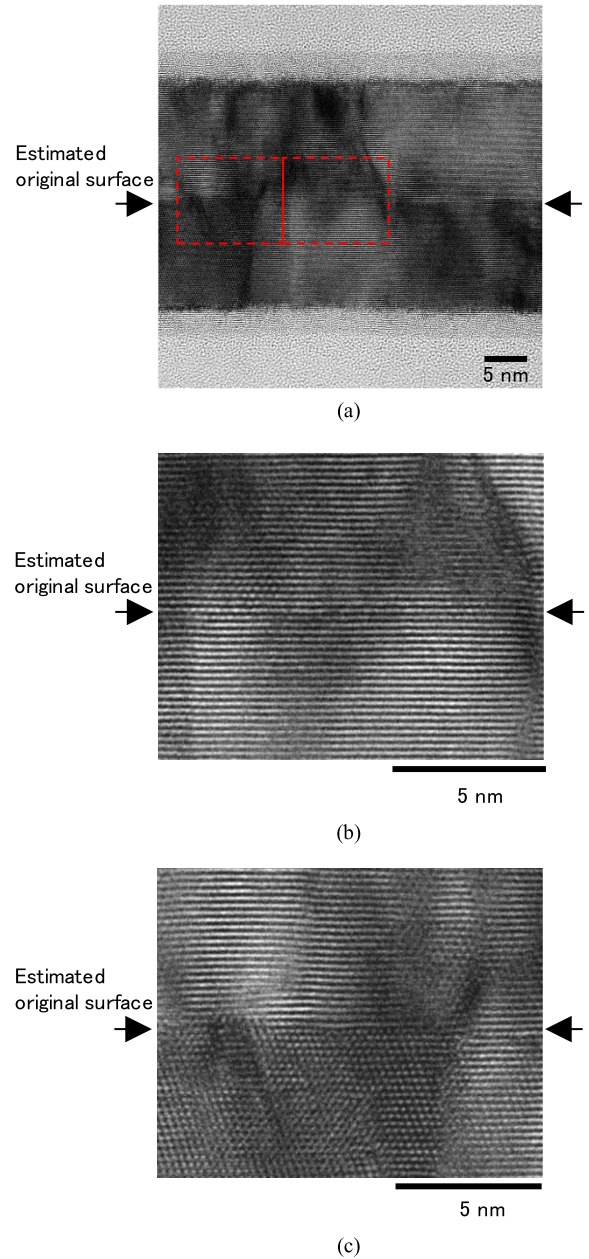 Estimated
original surface
5 nm
(a)
Estimated
original surface
5 nm
(b)
Estimated
original surface
5 nm
(c)